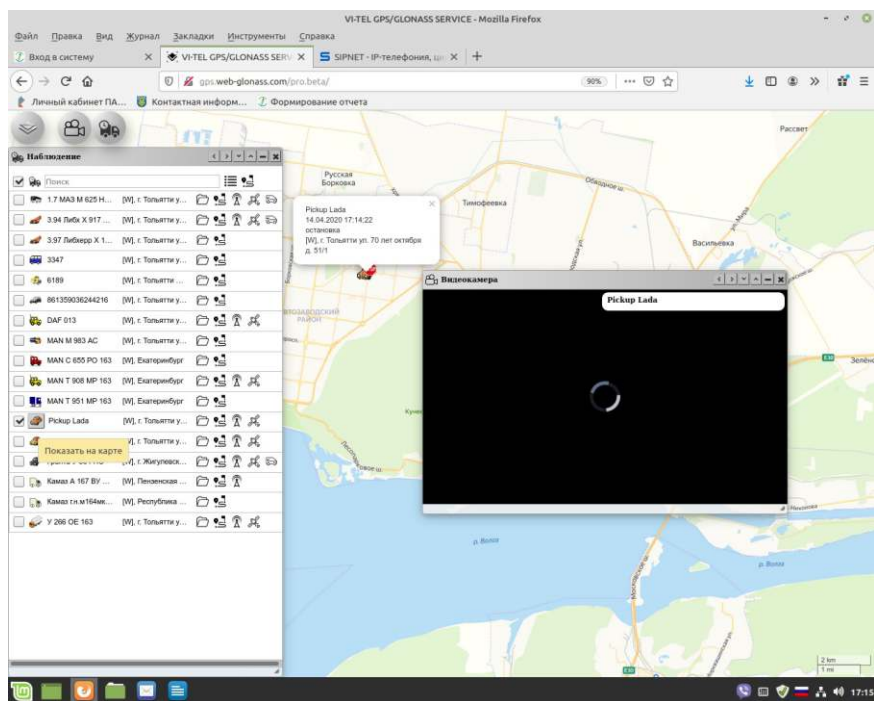 VI-TEL GPS/GLONASS SERVICE - Mozilla Firefox
Файл Правка Вид Журнал Закладки Инструменты Справка
Вход в систему
VI-TEL GPS/GLONASS SERV
SIPNET - IP-телефония,
gps.web-glonass.com/pro.beta/
90%
Личный кабинет ПА...
Контактная информ...
Формирование отчета
Наблюдение
Поиск
1.7 МАЗ М 625 Н... [W], г. Тольятти у...
3.94 Либх Х 917 ... [W], г. Тольятти у...
3.97 Либхерр Х 1... [W], г. Тольятти у...
3347 [W], г. Тольятти у...
6189 [W], г. Тольятти ...
861359036244216 [W], г. Тольятти у...
DAF 013 [W], г. Тольятти у...
MAN M 983 AC [W], г. Тольятти у...
MAN C 655 PO 163 [W], Екатеринбург
MAN T 908 MP 163 [W], Екатеринбург
MAN T 951 MP 163 [W], Екатеринбург
Pickup Lada [W], г. Тольятти у...
Показать на карте
[W], г. Жигулевск...
Камаз А 167 ВУ ... [W], Пензенская ...
Камаз г.н.м164мк... [W], Республика ...
У 266 ОЕ 163 [W], г. Тольятти у...
Pickup Lada
14.04.2020 17:14:22
остановка
[W], г. Тольятти ул. 70 лет октября
д. 51/1
Видеокамера
Pickup Lada
Русская
Борковка
Тимофеевка
Обводное ш.
Рассвет
Васильевка
РАЙОН
р. Волга
р. Волга
Московское ш.
2 km
1 mi
17:15